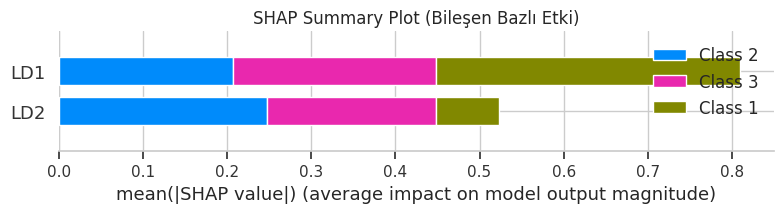 SHAP Summary Plot (Bileşen Bazlı Etki)
LD1
LD2
Class 2
Class 3
Class 1
0.0 0.1 0.2 0.3 0.4 0.5 0.6 0.7 0.8
mean(|SHAP value|) (average impact on model output magnitude)